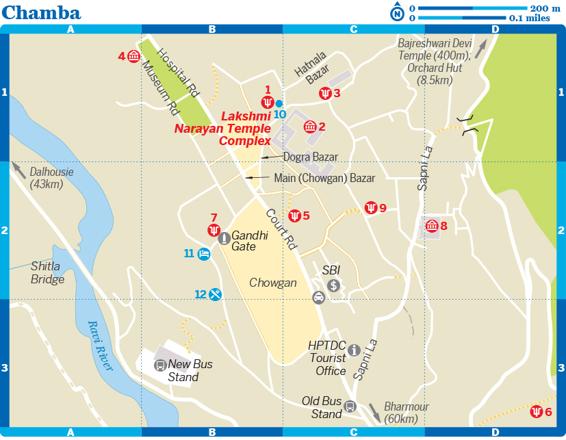 Chamba
N
0 200 m
0 0.1 miles
A B C D
Bajreshwari Devi
Temple (400m),
Orchard Hut
(8.5km)
4
Hospital Rd
Museum Rd
Hatnala
Bazar
1
1
1
3
Lakshmi
Narayan Temple
Complex
10
2
Dogra Bazar
Dalhousie
(43km)
Main (Chowgan) Bazar
Sapni La
9
5
7
8
2
2
Gandhi
Gate
Court Rd
11
Shitla
Bridge
Chowgan
SBI
$
12
Ravi River
HPTDC
Tourist
Office
Sapni La
3
3
New Bus
Stand
Old Bus
Stand
Bharmour
(60km)
6
A B C D